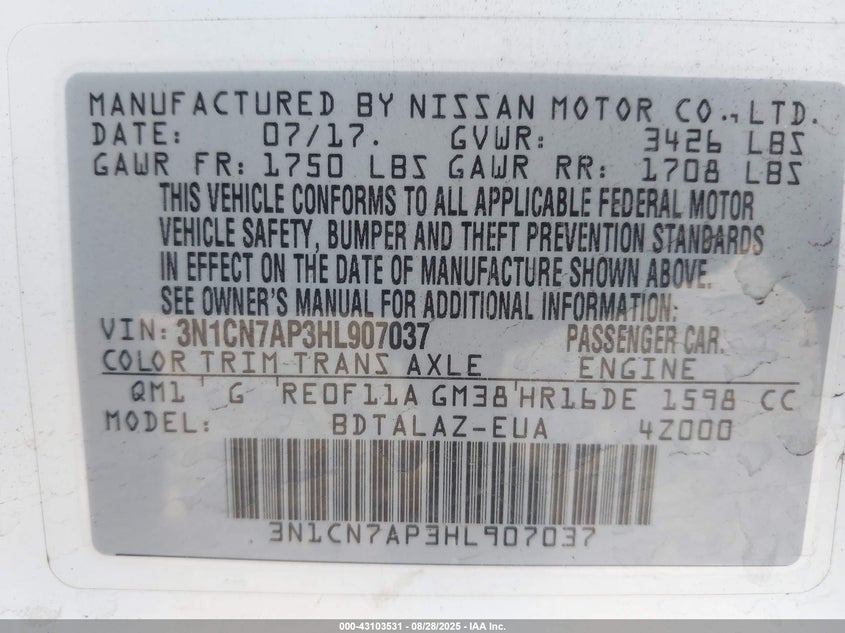 MANUFACTURED BY NISSAN MOTOR CO., LTD.
DATE: 07/17. GVWR: 3426 LBS
GAWR FR: 1750 LBS GAWR RR: 1708 LBS
THIS VEHICLE CONFORMS TO ALL APPLICABLE FEDERAL MOTOR
VEHICLE SAFETY, BUMPER AND THEFT PREVENTION STANDARDS
IN EFFECT ON THE DATE OF MANUFACTURE SHOWN ABOVE.
SEE OWNER'S MANUAL FOR ADDITIONAL INFORMATION:
VIN: 3N1CN7AP3HL907037 PASSENGER CAR.
COLOR TRIM TRANS AXLE ENGINE
QM1 ' G ' RE0F11A GM38 ' HR16DE 1598 CC
MODEL: BDTALAZ-EUA 4Z000
3N1CN7AP3HL907037
000-43103531 - 08/28/2025 - IAA Inc.